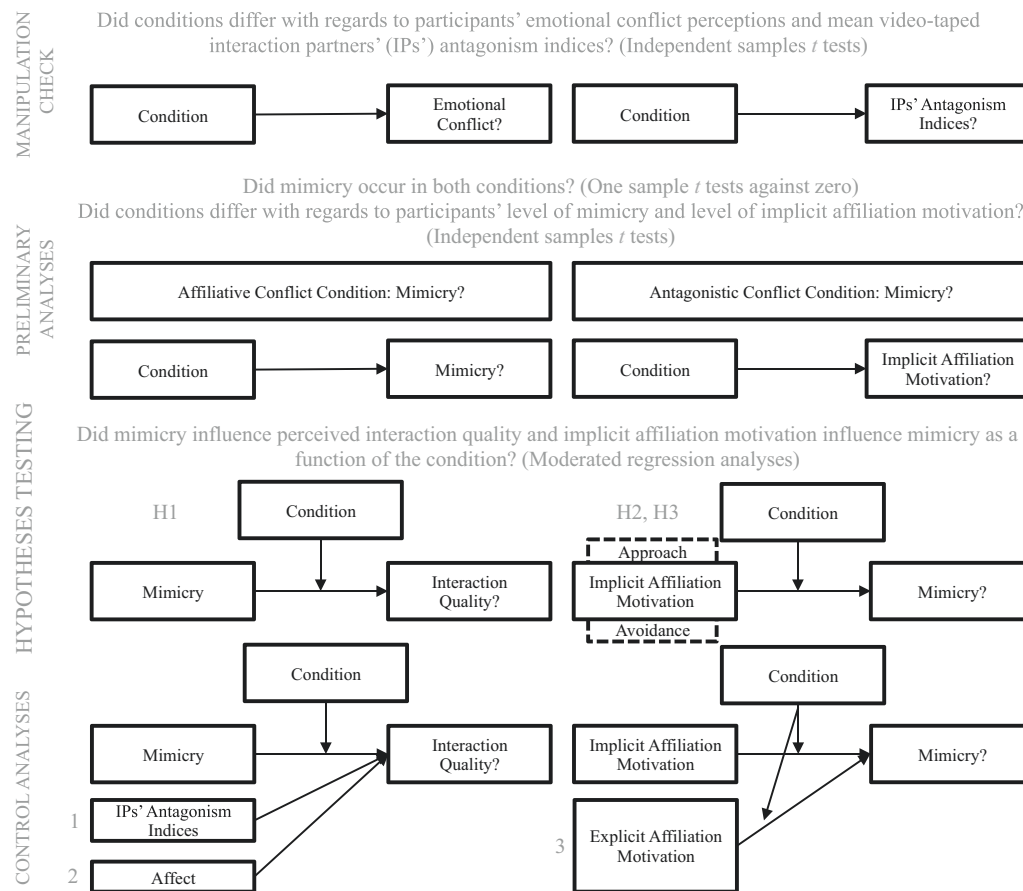 MANIPULATION
CHECK
Did conditions differ with regards to participants' emotional conflict perceptions and mean video-taped
interaction partners' (IPs') antagonism indices? (Independent samples t tests)
Condition
Emotional
Conflict?
Condition
IPs' Antagonism
Indices?
PRELIMINARY
ANALYSES
Did mimicry occur in both conditions? (One sample t tests against zero)
Did conditions differ with regards to participants' level of mimicry and level of implicit affiliation motivation?
(Independent samples t tests)
Affiliative Conflict Condition: Mimicry?
Antagonistic Conflict Condition: Mimicry?
Condition
Mimicry?
Condition
Implicit Affiliation
Motivation?
HYPOTHESES TESTING
Did mimicry influence perceived interaction quality and implicit affiliation motivation influence mimicry as a
function of the condition? (Moderated regression analyses)
H1
Condition
Mimicry
Interaction
Quality?
H2, H3
Condition
Approach
Implicit Affiliation
Motivation
Avoidance
Mimicry?
CONTROL ANALYSES
Condition
Mimicry
Interaction
Quality?
1
IPs' Antagonism
Indices
2
Affect
Condition
Implicit Affiliation
Motivation
Mimicry?
3
Explicit Affiliation
Motivation